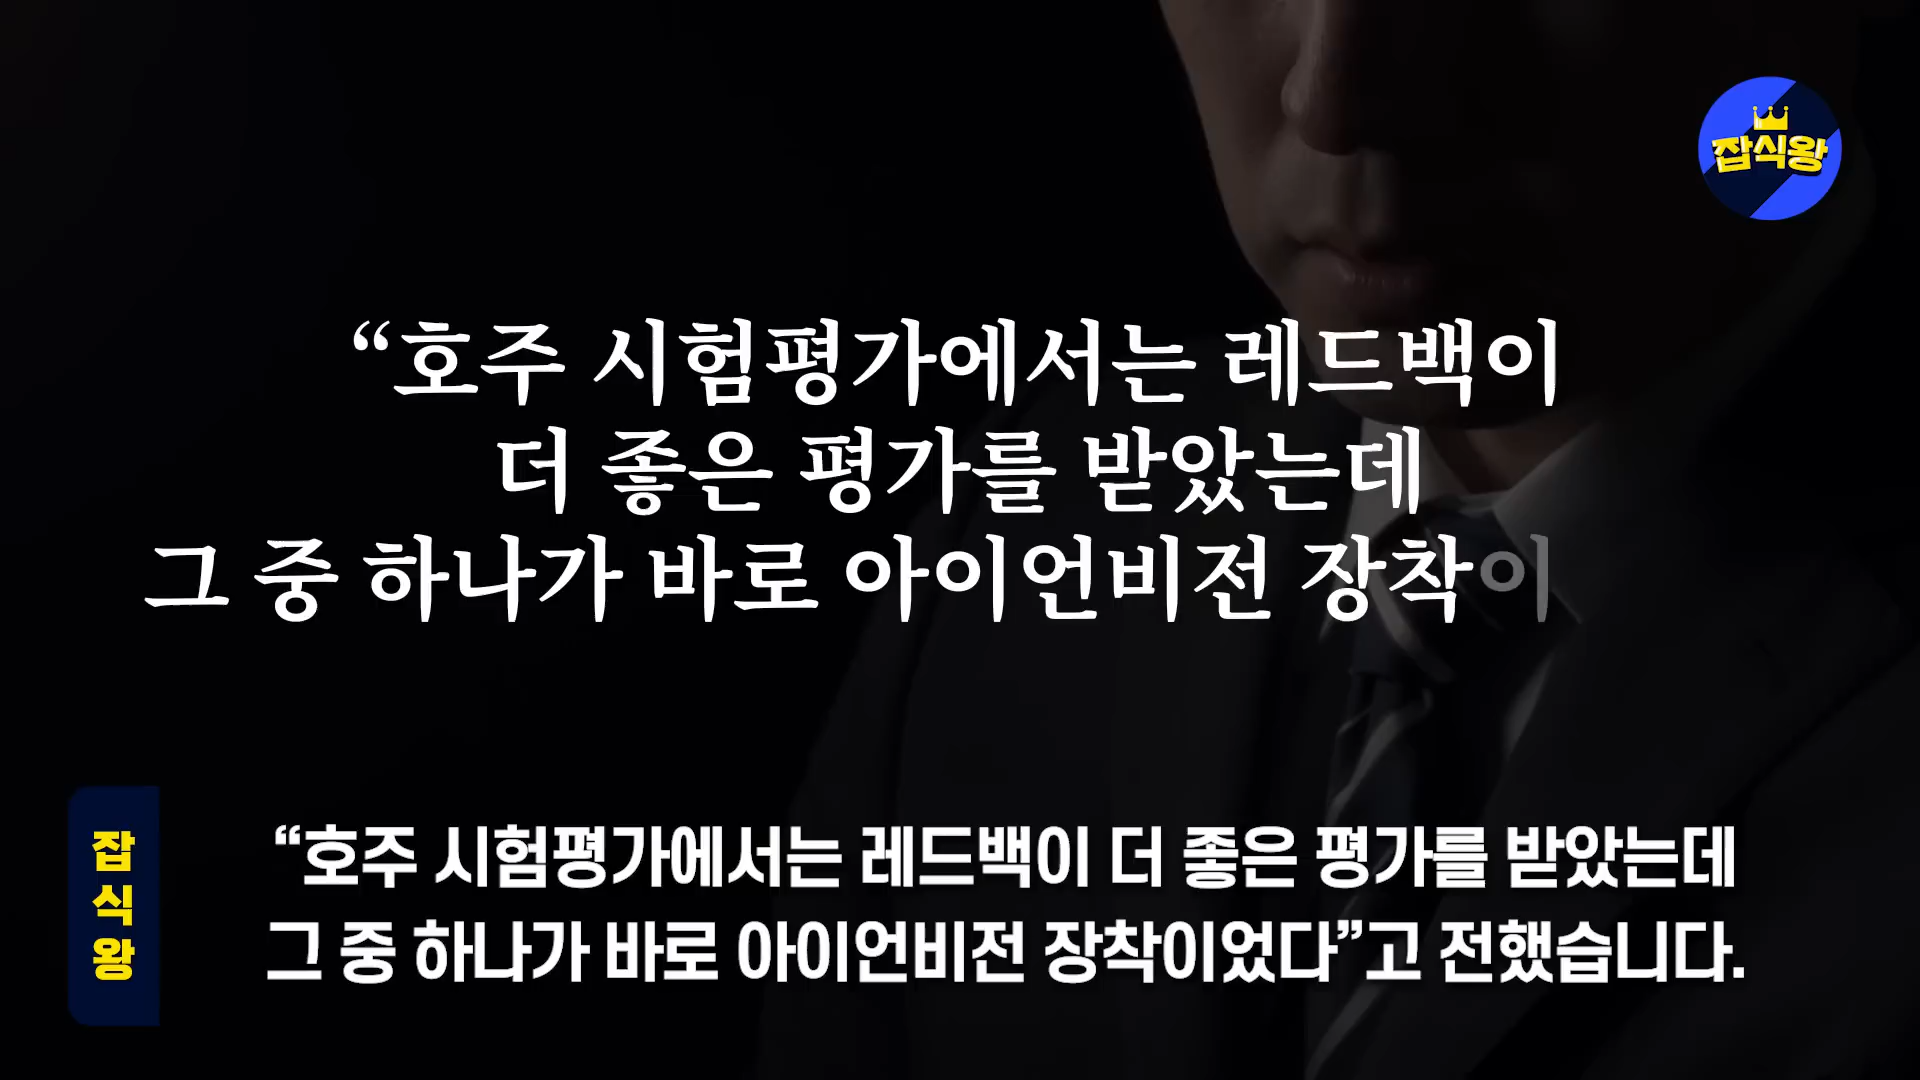 잡식왕
“호주 시험평가에서는 레드백이
더 좋은 평가를 받았는데
그 중 하나가 바로 아이언비전 장착이
잡식왕
“호주 시험평가에서는 레드백이 더 좋은 평가를 받았는데
그 중 하나가 바로 아이언비전 장착이었다”고 전했습니다.